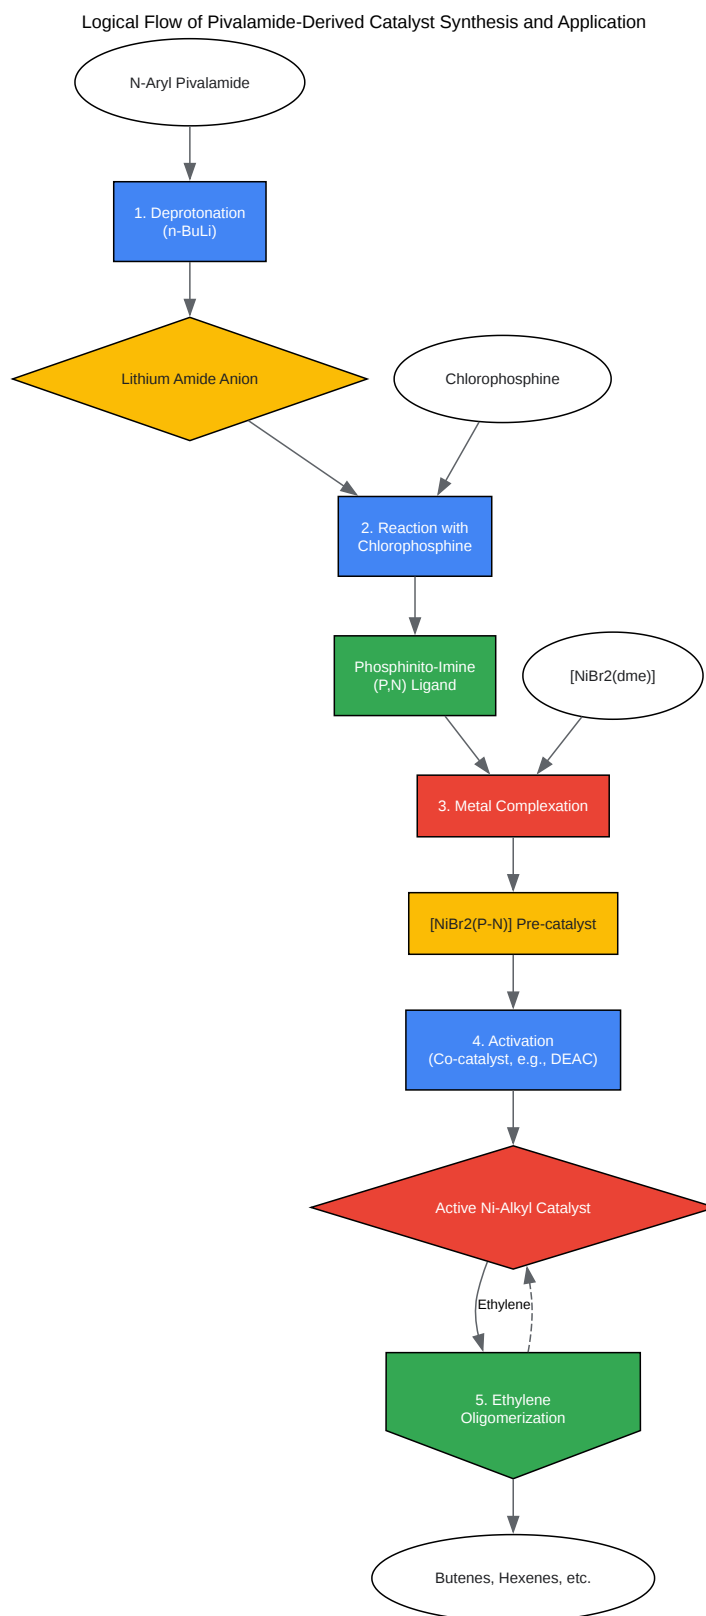 Logical Flow of Pivalamide-Derived Catalyst Synthesis and Application
N-Aryl Pivalamide
1. Deprotonation
(n-BuLi)
Lithium Amide Anion
Chlorophosphine
2. Reaction with
Chlorophosphine
Phosphinito-Imine
(P,N) Ligand
[NiBr2(dme)]
3. Metal Complexation
[NiBr2(P-N)] Pre-catalyst
4. Activation
(Co-catalyst, e.g., DEAC)
Active Ni-Alkyl Catalyst
Ethylene
5. Ethylene
Oligomerization
Butenes, Hexenes, etc.